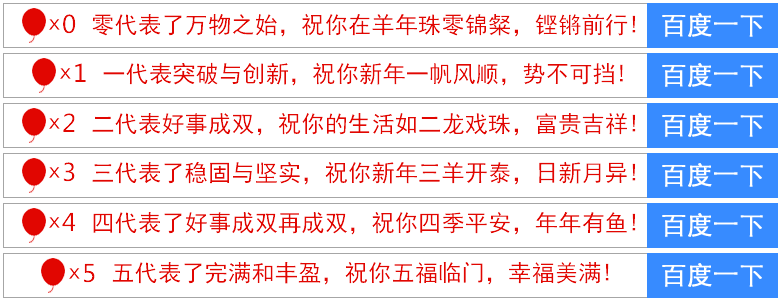 ×0 零代表了万物之始，祝你在羊年珠零锦粲，铿锵前行！ 百度一下
×1 一代表突破与创新，祝你新年一帆风顺，势不可挡！ 百度一下
×2 二代表好事成双，祝你的生活如二龙戏珠，富贵吉祥！ 百度一下
×3 三代表了稳固与坚实，祝你新年三羊开泰，日新月异！ 百度一下
×4 四代表了好事成双再成双，祝你四季平安，年年有鱼！ 百度一下
×5 五代表了完满和丰盈，祝你五福临门，幸福美满！ 百度一下